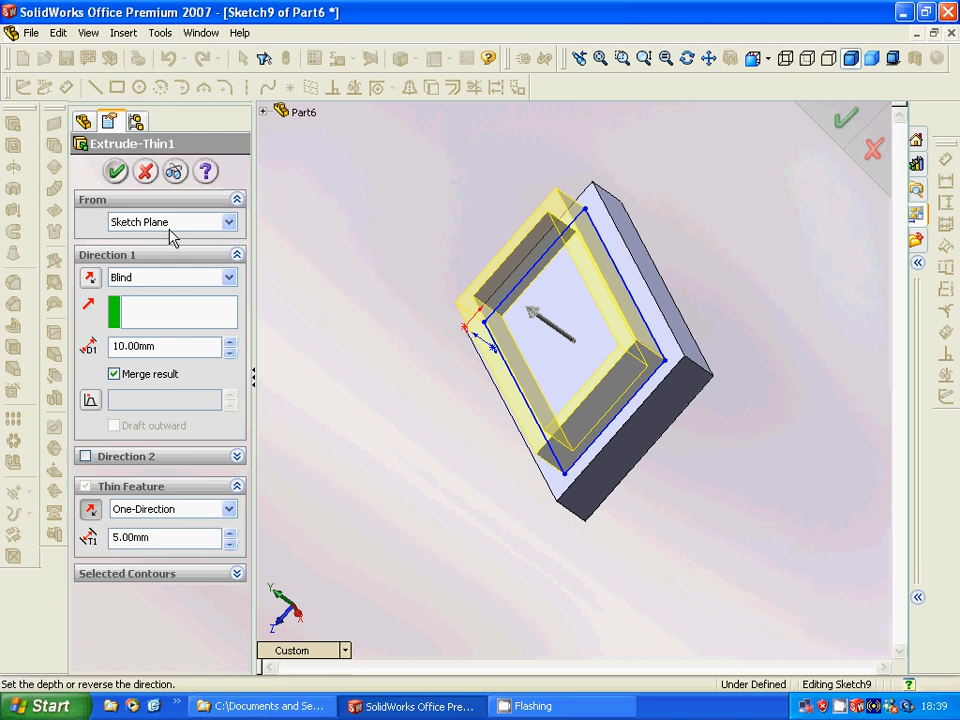 SolidWorks Office Premium 2007 - [Sketch9 of Part6 *]
File Edit View Insert Tools Window Help
Part6
Extrude-Thin1
From
Sketch Plane
Direction 1
Blind
D1 10.00mm
Merge result
Draft outward
Direction 2
Thin Feature
One-Direction
T1 5.00mm
Selected Contours
Y
X
Z
Custom
Set the depth or reverse the direction. Under Defined Editing Sketch9
Start C:\Documents and Se... SolidWorks Office Pre... Flashing 18:39